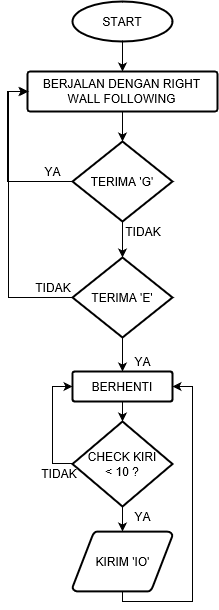 START
BERJALAN DENGAN RIGHT
WALL FOLLOWING
YA
TERIMA 'G'
TIDAK
TIDAK
TERIMA 'E'
YA
BERHENTI
CHECK KIRI
< 10 ?
TIDAK
YA
KIRIM 'IO'